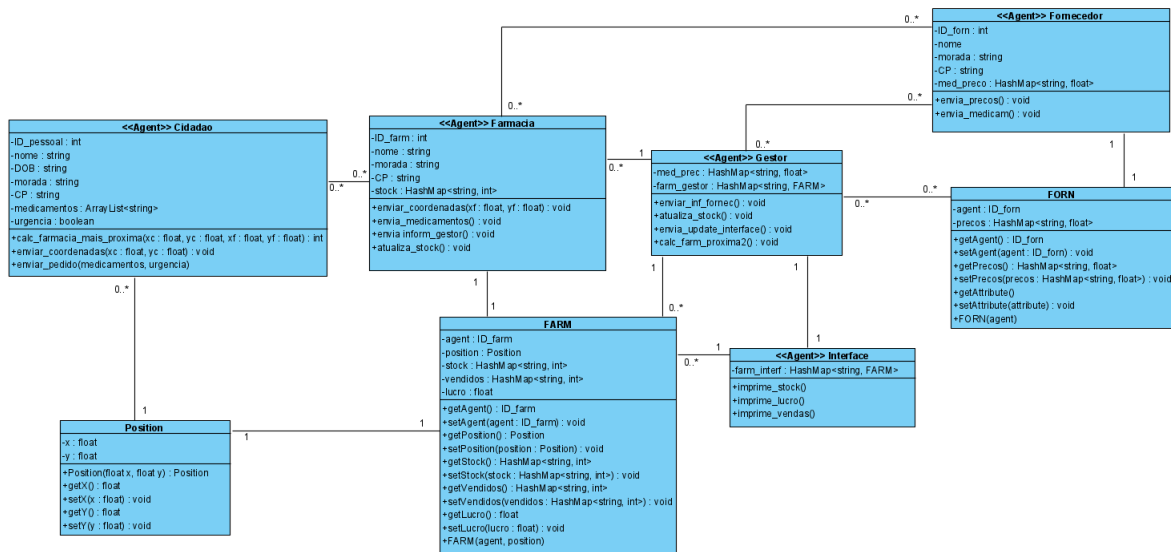 <<Agent>> Fornecedor
-ID_forn : int
-nome
-morada : string
-CP : string
-med_preco : HashMap<string, float>
+envia_precos() : void
+envia_medicam() : void
0..*
0..*
0..*
0..*
<<Agent>> Cidadao
-ID_pessoal : int
-nome : string
-DOB : string
-morada : string
-CP : string
-medicamentos : ArrayList<string>
-urgencia : boolean
+calc_farmacia_mais_proxima(xc : float, yc : float, xf : float, yf : float) : int
+enviar_coordenadas(xc : float, yc : float) : void
+enviar_pedido(medicamentos, urgencia)
0..*
0..*
<<Agent>> Farmacia
-ID_farm : int
-nome : string
-morada : string
-CP : string
-stock : HashMap<string, int>
+enviar_coordenadas(xf : float, yf : float) : void
+envia_medicamentos() : void
+envia inform_gestor() : void
+atualiza_stock() : void
1
0..*
<<Agent>> Gestor
-med_prec : HashMap<string, float>
-farm_gestor : HashMap<string, FARM>
+enviar_inf_fornec() : void
+atualiza_stock() : void
+envia_update_interface() : void
+calc_farm_proxima2() : void
0..*
0..*
1
1
FORN
-agent : ID_forn
-precos : HashMap<string, float>
+getAgent() : ID_forn
+setAgent(agent : ID_forn) : void
+getPrecos() : HashMap<string, float>
+setPrecos(precos : HashMap<string, float>) : void
+getAttribute()
+setAttribute(attribute) : void
+FORN(agent)
0..*
1
1
1
1
0..*
1
FARM
-agent : ID_farm
-position : Position
-stock : HashMap<string, int>
-vendidos : HashMap<string, int>
-lucro : float
+getAgent() : ID_farm
+setAgent(agent : ID_farm) : void
+getPosition() : Position
+setPosition(position : Position) : void
+getStock() : HashMap<string, int>
+setStock(stock : HashMap<string, int>) : void
+getVendidos() : HashMap<string, int>
+setVendidos(vendidos : HashMap<string, int>) : void
+getLucro() : float
+setLucro(lucro : float) : void
+FARM(agent, position)
1
0..*
<<Agent>> Interface
-farm_interf : HashMap<string, FARM>
+imprime_stock()
+imprime_lucro()
+imprime_vendas()
1
1
1
Position
-x : float
-y : float
+Position(float x, float y) : Position
+getX() : float
+setX(x : float) : void
+getY() : float
+setY(y : float) : void